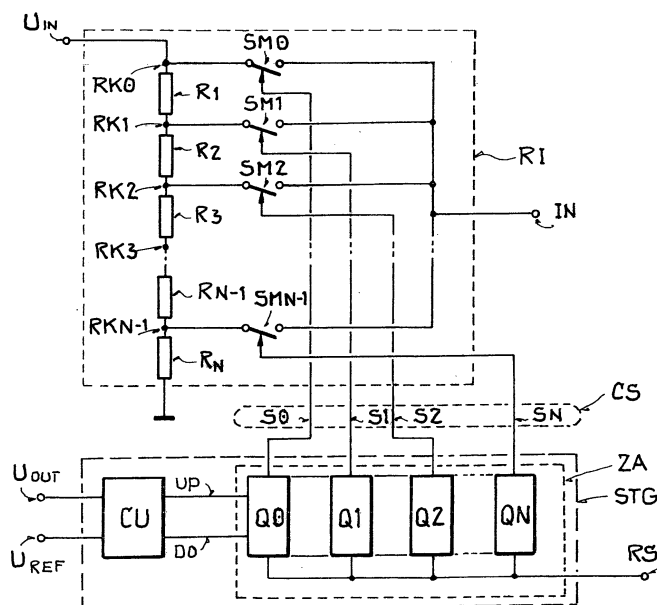 UIN
SM0
RK0
R1
SM1
RK1
R2
RI
SM2
RK2
R3
IN
RK3
RN-1
SMN-1
RKN-1
RN
CS
S0
S1
S2
SN
ZA
UOUT
UP
STG
CU
Q0
Q1
Q2
QN
DO
UREF
RS